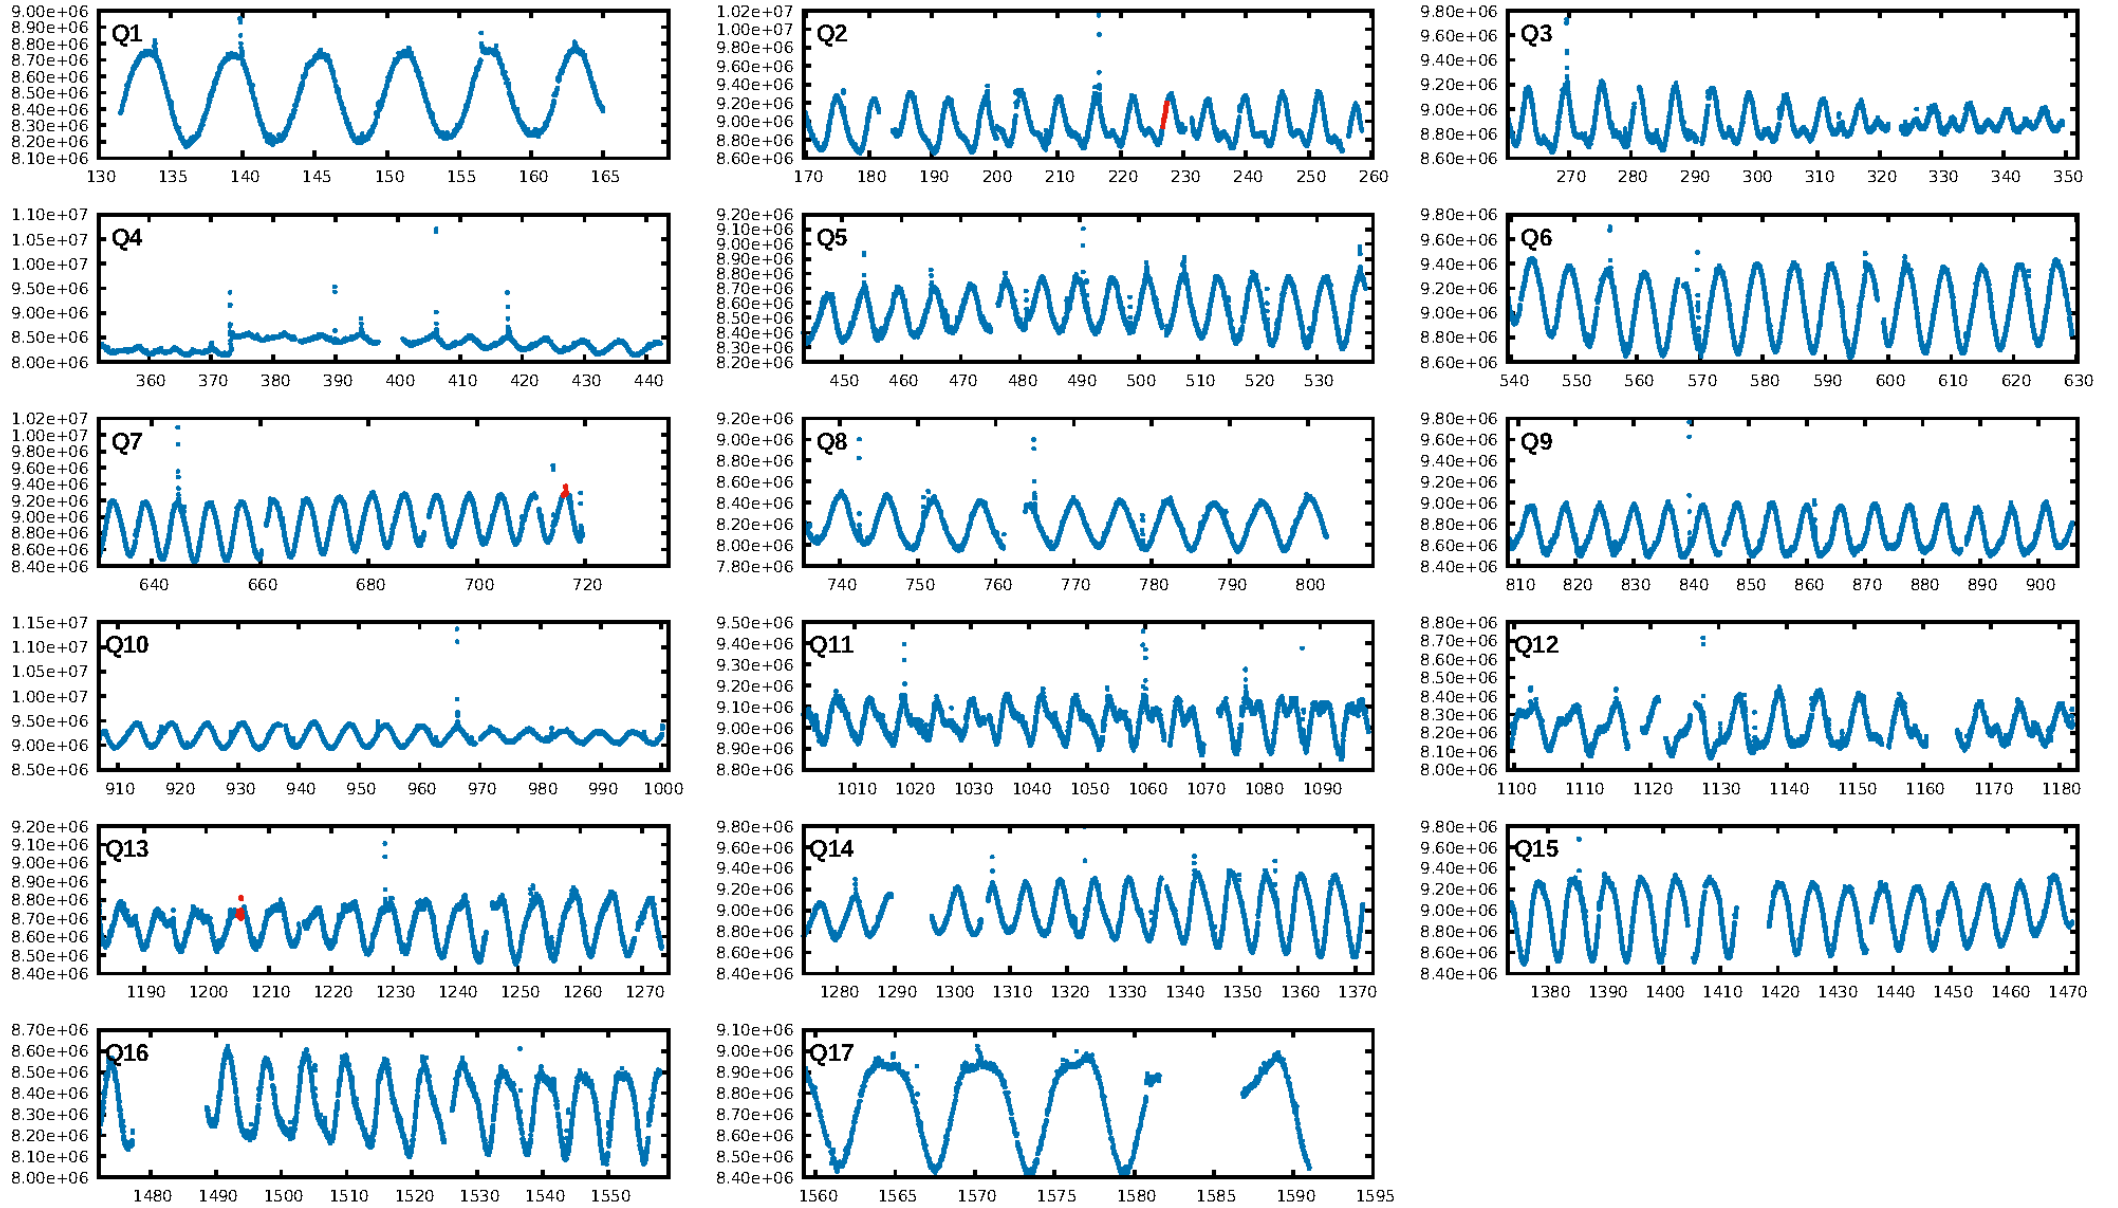 Q1
9.00e+06
8.90e+06
8.80e+06
8.70e+06
8.60e+06
8.50e+06
8.40e+06
8.30e+06
8.20e+06
8.10e+06
130 135 140 145 150 155 160 165
Q2
1.02e+07
1.00e+07
9.80e+06
9.60e+06
9.40e+06
9.20e+06
9.00e+06
8.80e+06
8.60e+06
170 180 190 200 210 220 230 240 250 260
Q3
9.80e+06
9.60e+06
9.40e+06
9.20e+06
9.00e+06
8.80e+06
8.60e+06
270 280 290 300 310 320 330 340 350
Q4
1.10e+07
1.05e+07
1.00e+07
9.50e+06
9.00e+06
8.50e+06
8.00e+06
360 370 380 390 400 410 420 430 440
Q5
9.20e+06
9.10e+06
9.00e+06
8.90e+06
8.80e+06
8.70e+06
8.60e+06
8.50e+06
8.40e+06
8.30e+06
8.20e+06
450 460 470 480 490 500 510 520 530
Q6
9.80e+06
9.60e+06
9.40e+06
9.20e+06
9.00e+06
8.80e+06
8.60e+06
540 550 560 570 580 590 600 610 620 630
Q7
1.02e+07
1.00e+07
9.80e+06
9.60e+06
9.40e+06
9.20e+06
9.00e+06
8.80e+06
8.60e+06
8.40e+06
640 660 680 700 720
Q8
9.20e+06
9.00e+06
8.80e+06
8.60e+06
8.40e+06
8.20e+06
8.00e+06
7.80e+06
740 750 760 770 780 790 800
Q9
9.80e+06
9.60e+06
9.40e+06
9.20e+06
9.00e+06
8.80e+06
8.60e+06
8.40e+06
810 820 830 840 850 860 870 880 890 900
Q10
1.15e+07
1.10e+07
1.05e+07
1.00e+07
9.50e+06
9.00e+06
8.50e+06
910 920 930 940 950 960 970 980 990 1000
Q11
9.50e+06
9.40e+06
9.30e+06
9.20e+06
9.10e+06
9.00e+06
8.90e+06
8.80e+06
1010 1020 1030 1040 1050 1060 1070 1080 1090
Q12
8.80e+06
8.70e+06
8.60e+06
8.50e+06
8.40e+06
8.30e+06
8.20e+06
8.10e+06
8.00e+06
1100 1110 1120 1130 1140 1150 1160 1170 1180
Q13
9.20e+06
9.10e+06
9.00e+06
8.90e+06
8.80e+06
8.70e+06
8.60e+06
8.50e+06
8.40e+06
1190 1200 1210 1220 1230 1240 1250 1260 1270
Q14
9.80e+06
9.60e+06
9.40e+06
9.20e+06
9.00e+06
8.80e+06
8.60e+06
8.40e+06
1280 1290 1300 1310 1320 1330 1340 1350 1360 1370
Q15
9.80e+06
9.60e+06
9.40e+06
9.20e+06
9.00e+06
8.80e+06
8.60e+06
8.40e+06
1380 1390 1400 1410 1420 1430 1440 1450 1460 1470
Q16
8.70e+06
8.60e+06
8.50e+06
8.40e+06
8.30e+06
8.20e+06
8.10e+06
8.00e+06
1480 1490 1500 1510 1520 1530 1540 1550
Q17
9.10e+06
9.00e+06
8.90e+06
8.80e+06
8.70e+06
8.60e+06
8.50e+06
8.40e+06
1560 1565 1570 1575 1580 1585 1590 1595